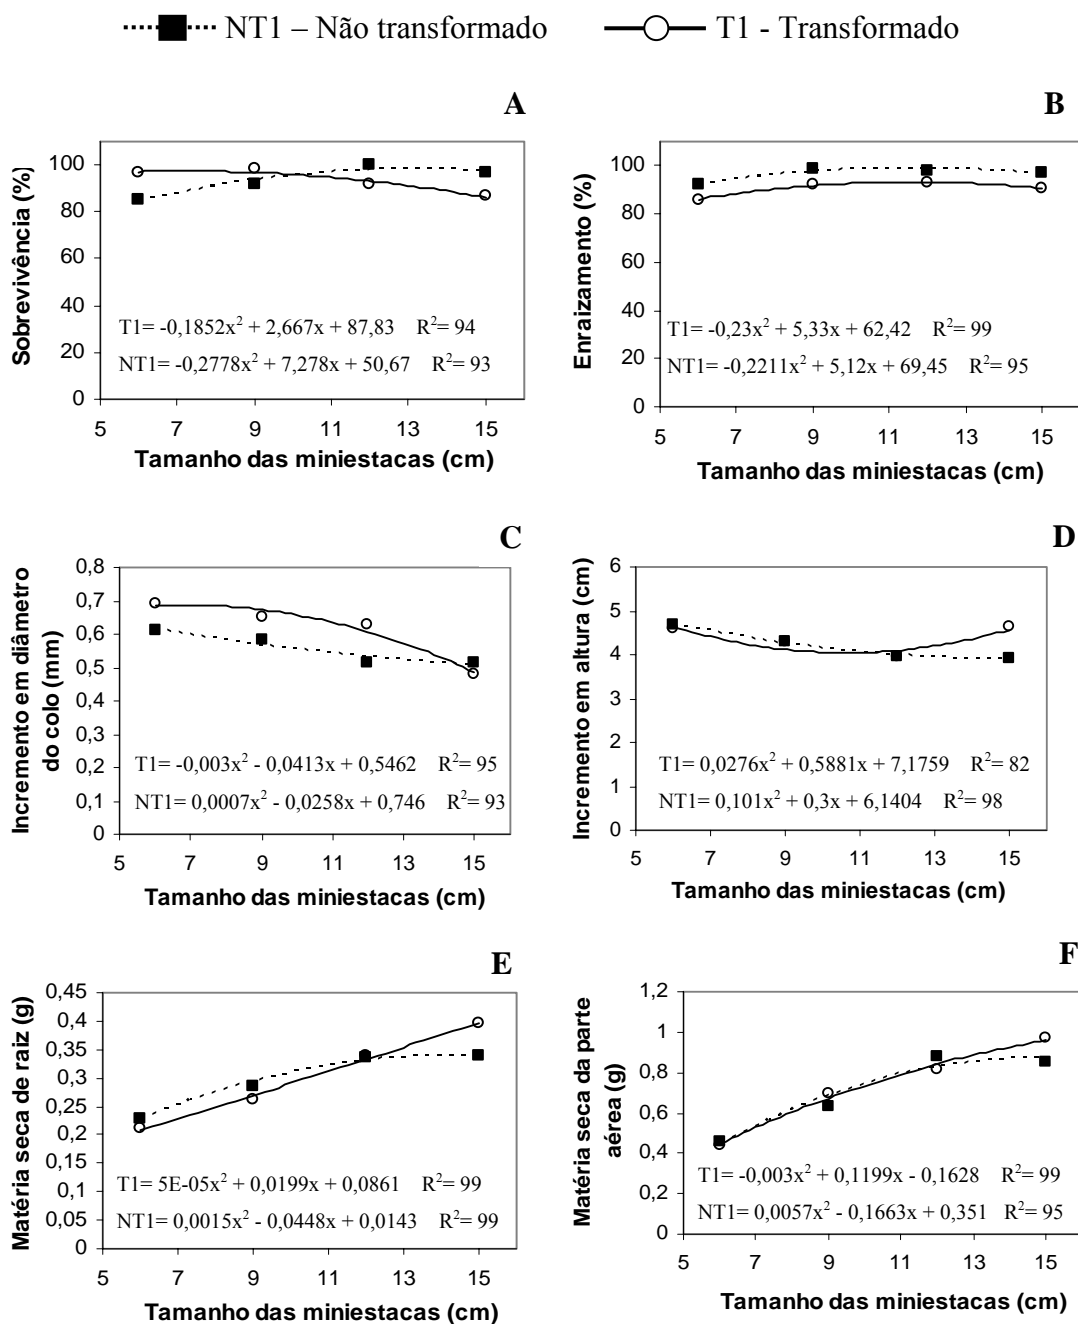 NT1 – Não transformado
T1 - Transformado
A
Sobrevivência (%)
100
80
60
40
20
0
T1= -0,1852x² + 2,667x + 87,83 R²= 94
NT1= -0,2778x² + 7,278x + 50,67 R²= 93
5 7 9 11 13 15
Tamanho das miniestacas (cm)
B
Enraizamento (%)
100
80
60
40
20
0
T1= -0,23x² + 5,33x + 62,42 R²= 99
NT1= -0,2211x² + 5,12x + 69,45 R²= 95
5 7 9 11 13 15
Tamanho das miniestacas (cm)
C
Incremento em diâmetro
do colo (mm)
0,8
0,7
0,6
0,5
0,4
0,3
0,2
0,1
0
T1= -0,003x² - 0,0413x + 0,5462 R²= 95
NT1= 0,0007x² - 0,0258x + 0,746 R²= 93
5 7 9 11 13 15
Tamanho das miniestacas (cm)
D
Incremento em altura (cm)
6
5
4
3
2
1
0
T1= 0,0276x² + 0,5881x + 7,1759 R²= 82
NT1= 0,101x² + 0,3x + 6,1404 R²= 98
5 7 9 11 13 15
Tamanho das miniestacas (cm)
E
Matéria seca de raiz (g)
0,45
0,4
0,35
0,3
0,25
0,2
0,15
0,1
0,05
0
T1= 5E-05x² + 0,0199x + 0,0861 R²= 99
NT1= 0,0015x² - 0,0448x + 0,0143 R²= 99
5 7 9 11 13 15
Tamanho das miniestacas (cm)
F
Matéria seca da parte
aérea (g)
1,2
1
0,8
0,6
0,4
0,2
0
T1= -0,003x² + 0,1199x - 0,1628 R²= 99
NT1= 0,0057x² - 0,1663x + 0,351 R²= 95
5 7 9 11 13 15
Tamanho das miniestacas (cm)